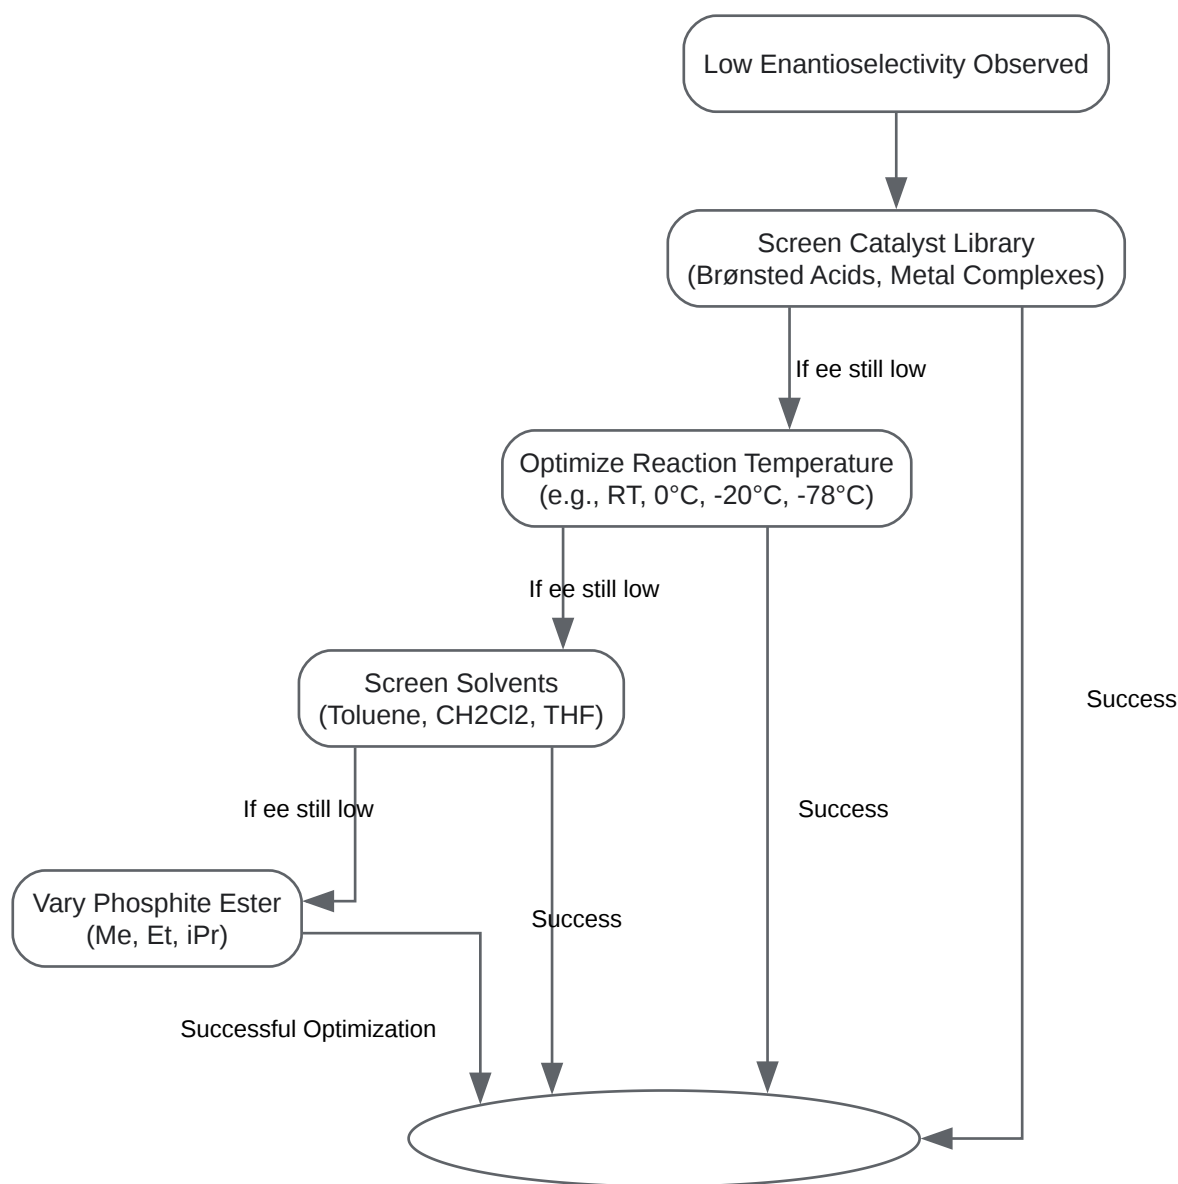 Low Enantioselectivity Observed
Screen Catalyst Library
(Brønsted Acids, Metal Complexes)
If ee still low
Optimize Reaction Temperature
(e.g., RT, 0°C, -20°C, -78°C)
If ee still low
Screen Solvents
(Toluene, CH2Cl2, THF)
Success
If ee still low
Success
Vary Phosphite Ester
(Me, Et, iPr)
Success
Successful Optimization